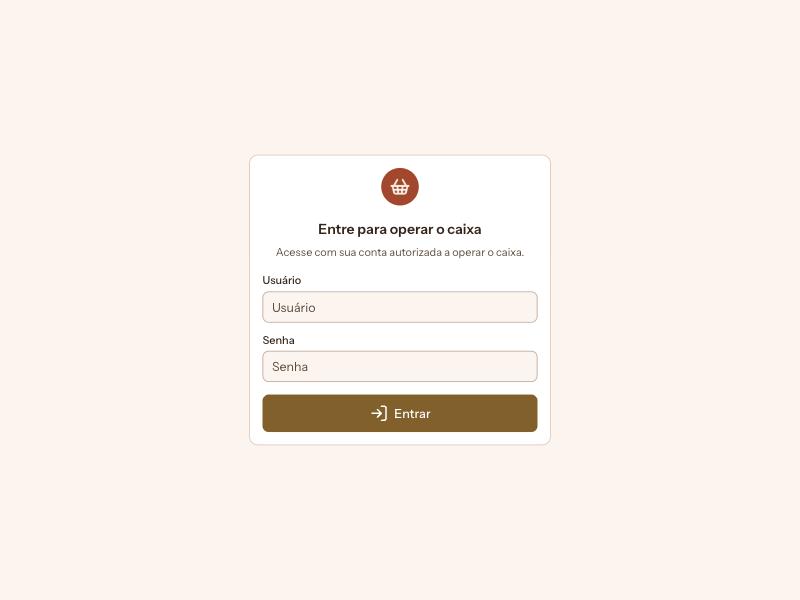 Entre para operar o caixa
Acesse com sua conta autorizada a operar o caixa.
Usuário
Usuário
Senha
Senha
Entrar